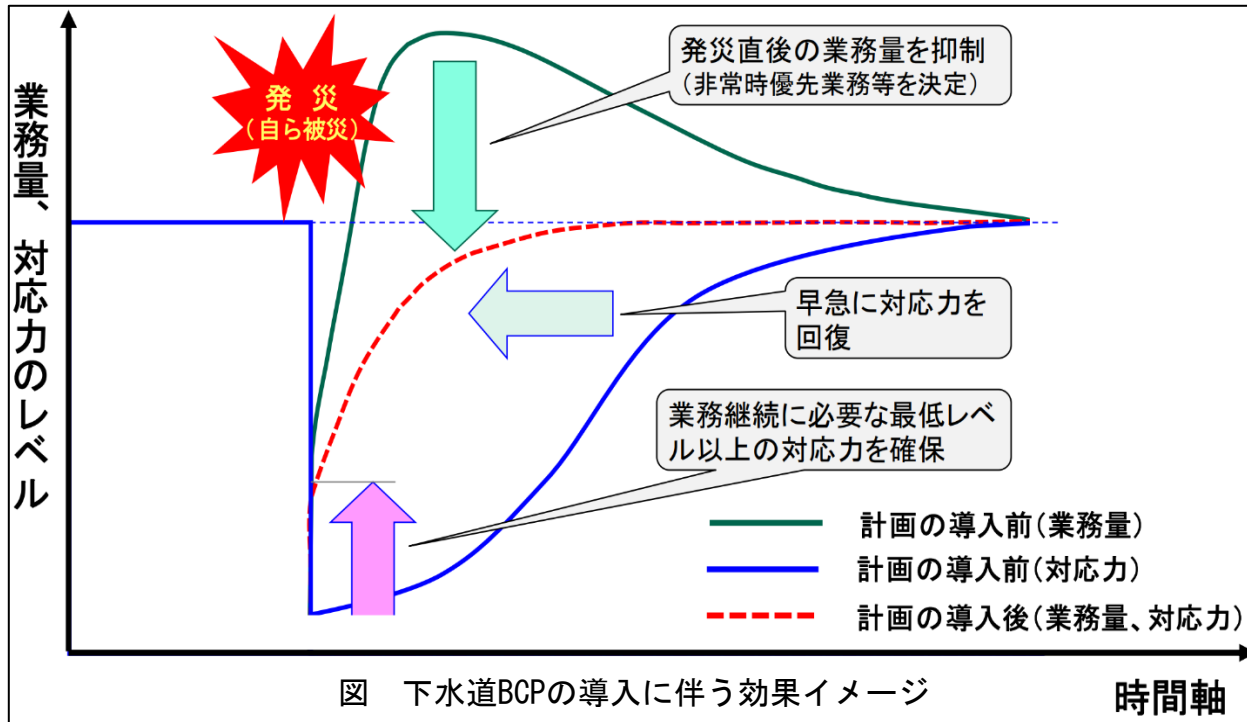 業務量、対応力のレベル
発 災
(自ら被災)
発災直後の業務量を抑制
(非常時優先業務等を決定)
早急に対応力を
回復
業務継続に必要な最低レベ
ル以上の対応力を確保
計画の導入前(業務量)
計画の導入前(対応力)
計画の導入後(業務量、対応力)
図 下水道BCPの導入に伴う効果イメージ
時間軸